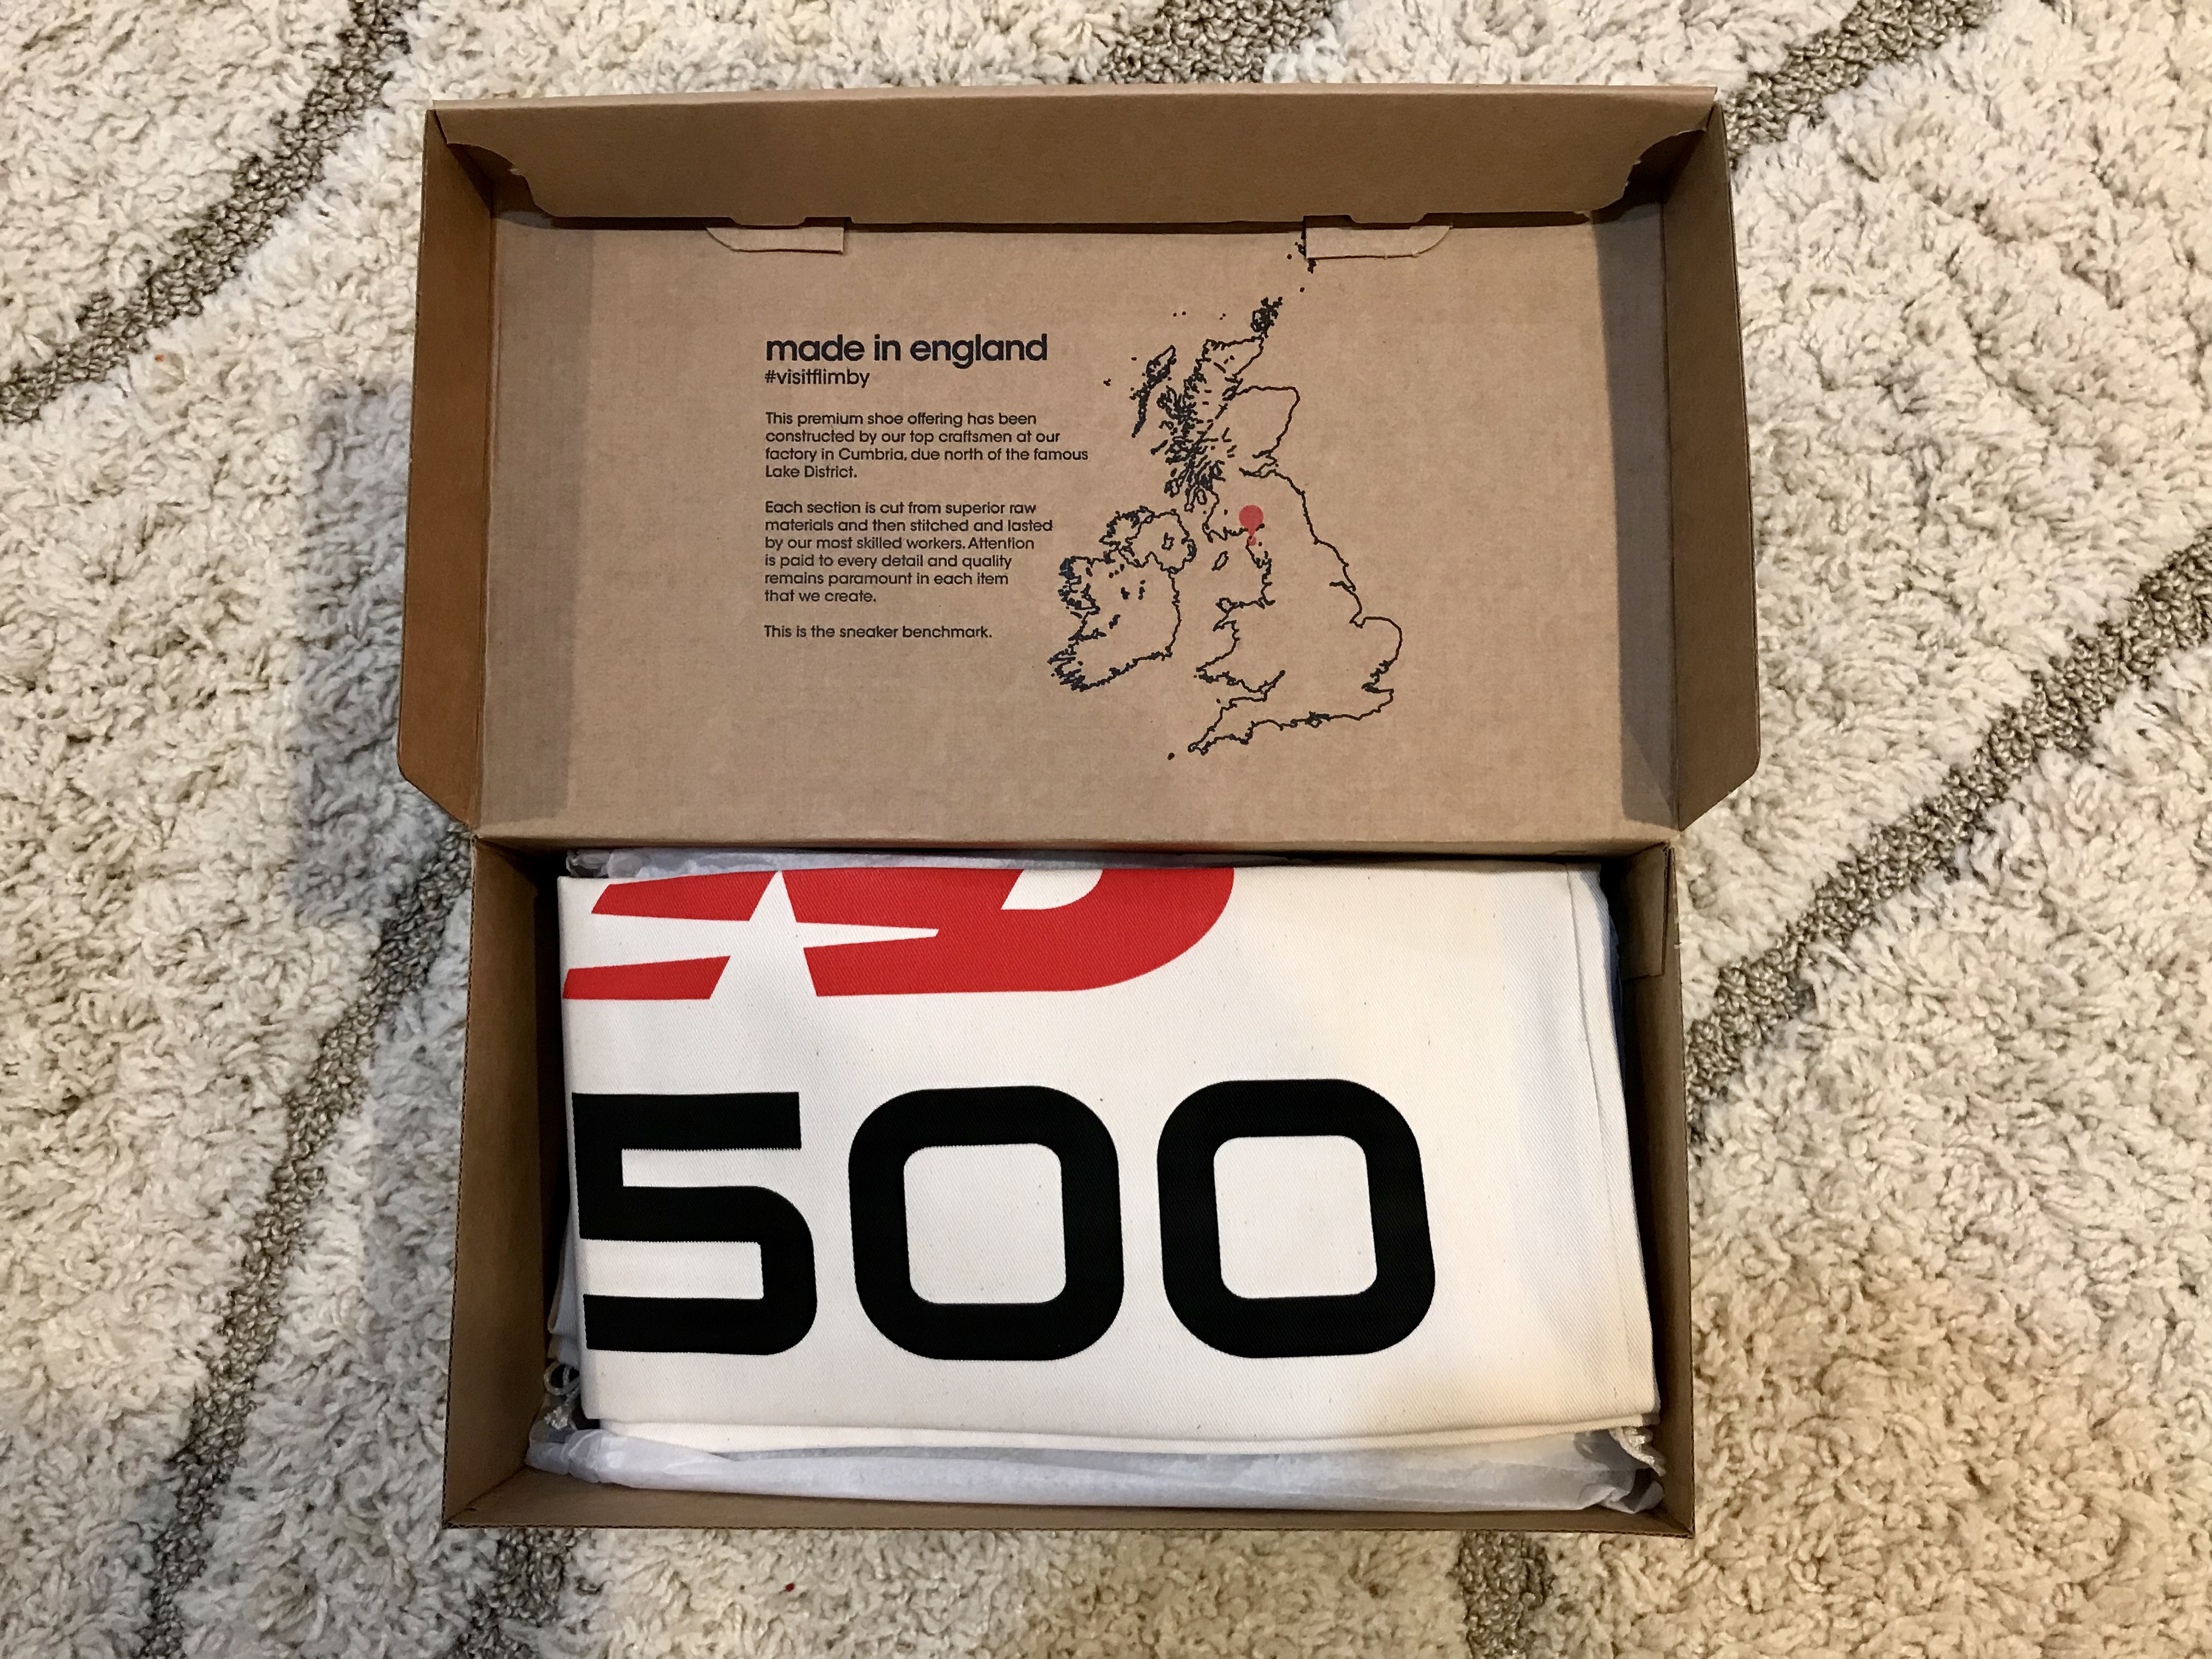 made in england
#visitflimby
This premium shoe offering has been
constructed by our top craftsmen at our
factory in Cumbria, due north of the famous
Lake District.
Each section is cut from superior raw
materials and then stitched and lasted
by our most skilled workers. Attention
is paid to every detail and quality
remains paramount in each item
that we create.
This is the sneaker benchmark.
500